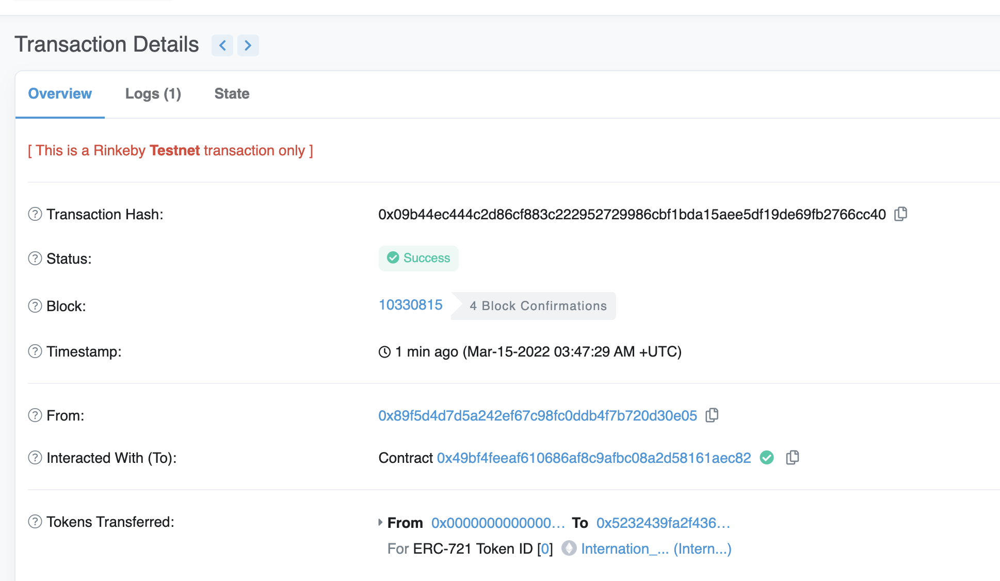 Transaction Details
Overview Logs (1) State
[ This is a Rinkeby Testnet transaction only ]
Transaction Hash: 0x09b44ec444c2d86cf883c222952729986cbf1bda15aee5df19de69fb2766cc40
Status: Success
Block: 10330815 4 Block Confirmations
Timestamp: 1 min ago (Mar-15-2022 03:47:29 AM +UTC)
From: 0x89f5d4d7d5a242ef67c98fc0ddb4f7b720d30e05
Interacted With (To): Contract 0x49bf4feeaf610686af8c9afbc08a2d58161aec82
Tokens Transferred: From 0x0000000000000... To 0x5232439fa2f436...
For ERC-721 Token ID [0] Internation_... (Intern...)